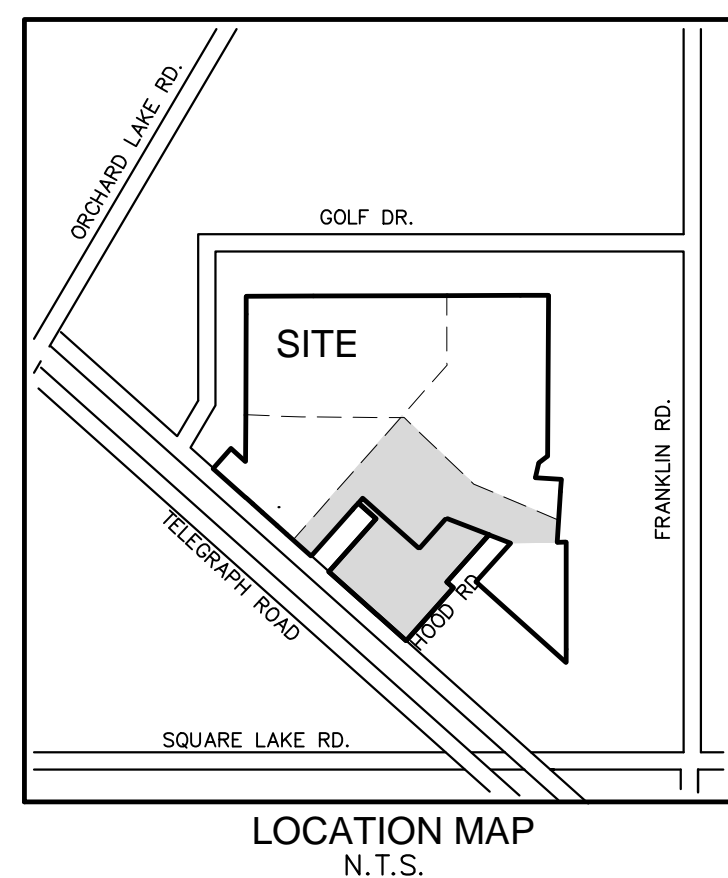 ORCHARD LAKE RD.
GOLF DR.
SITE
FRANKLIN RD.
TELEGRAPH ROAD
HOOD RD
SQUARE LAKE RD.
LOCATION MAP
N.T.S.